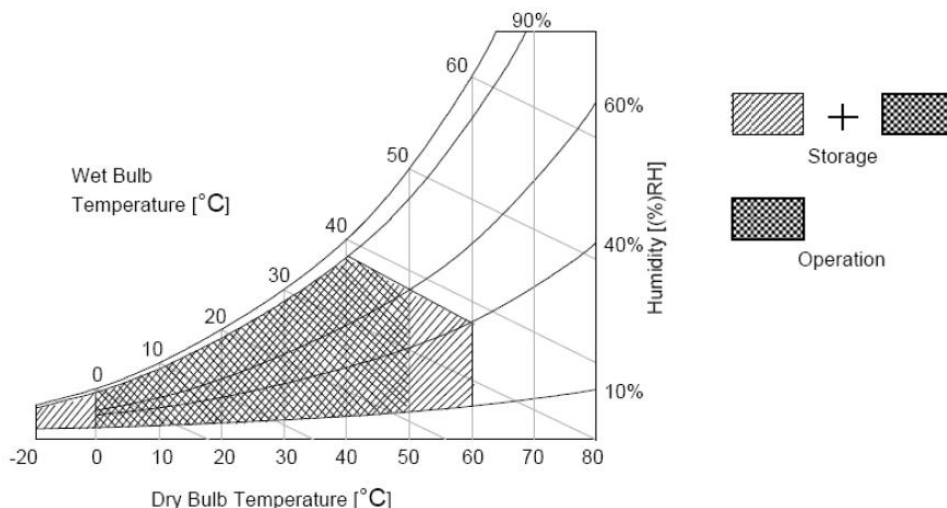 90%
60
60%
50
Wet Bulb
Temperature [°C]
40
40%
30
20
10
0
10%
Humidity [(%)RH]
-20 0 10 20 30 40 50 60 70 80
Dry Bulb Temperature [°C]
+
Storage
Operation